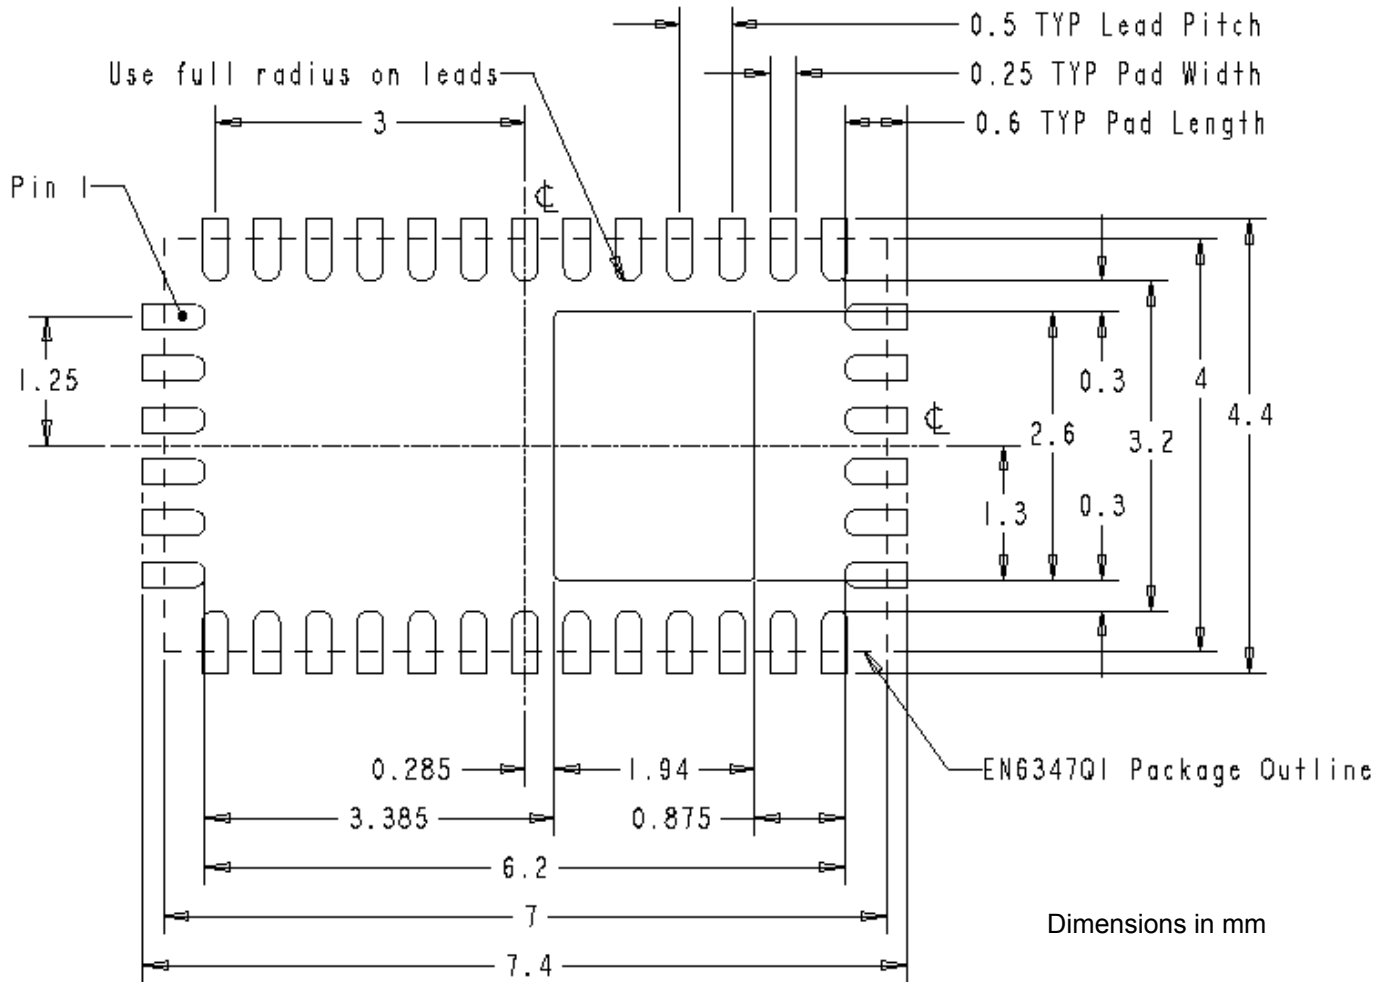 0.5 TYP Lead Pitch
Use full radius on leads
0.25 TYP Pad Width
3
0.6 TYP Pad Length
Pin 1
℄
1.25
0.3
4
4.4
℄
2.6
3.2
1.3
0.3
0.285
1.94
EN6347QI Package Outline
3.385
0.875
6.2
7
Dimensions in mm
7.4